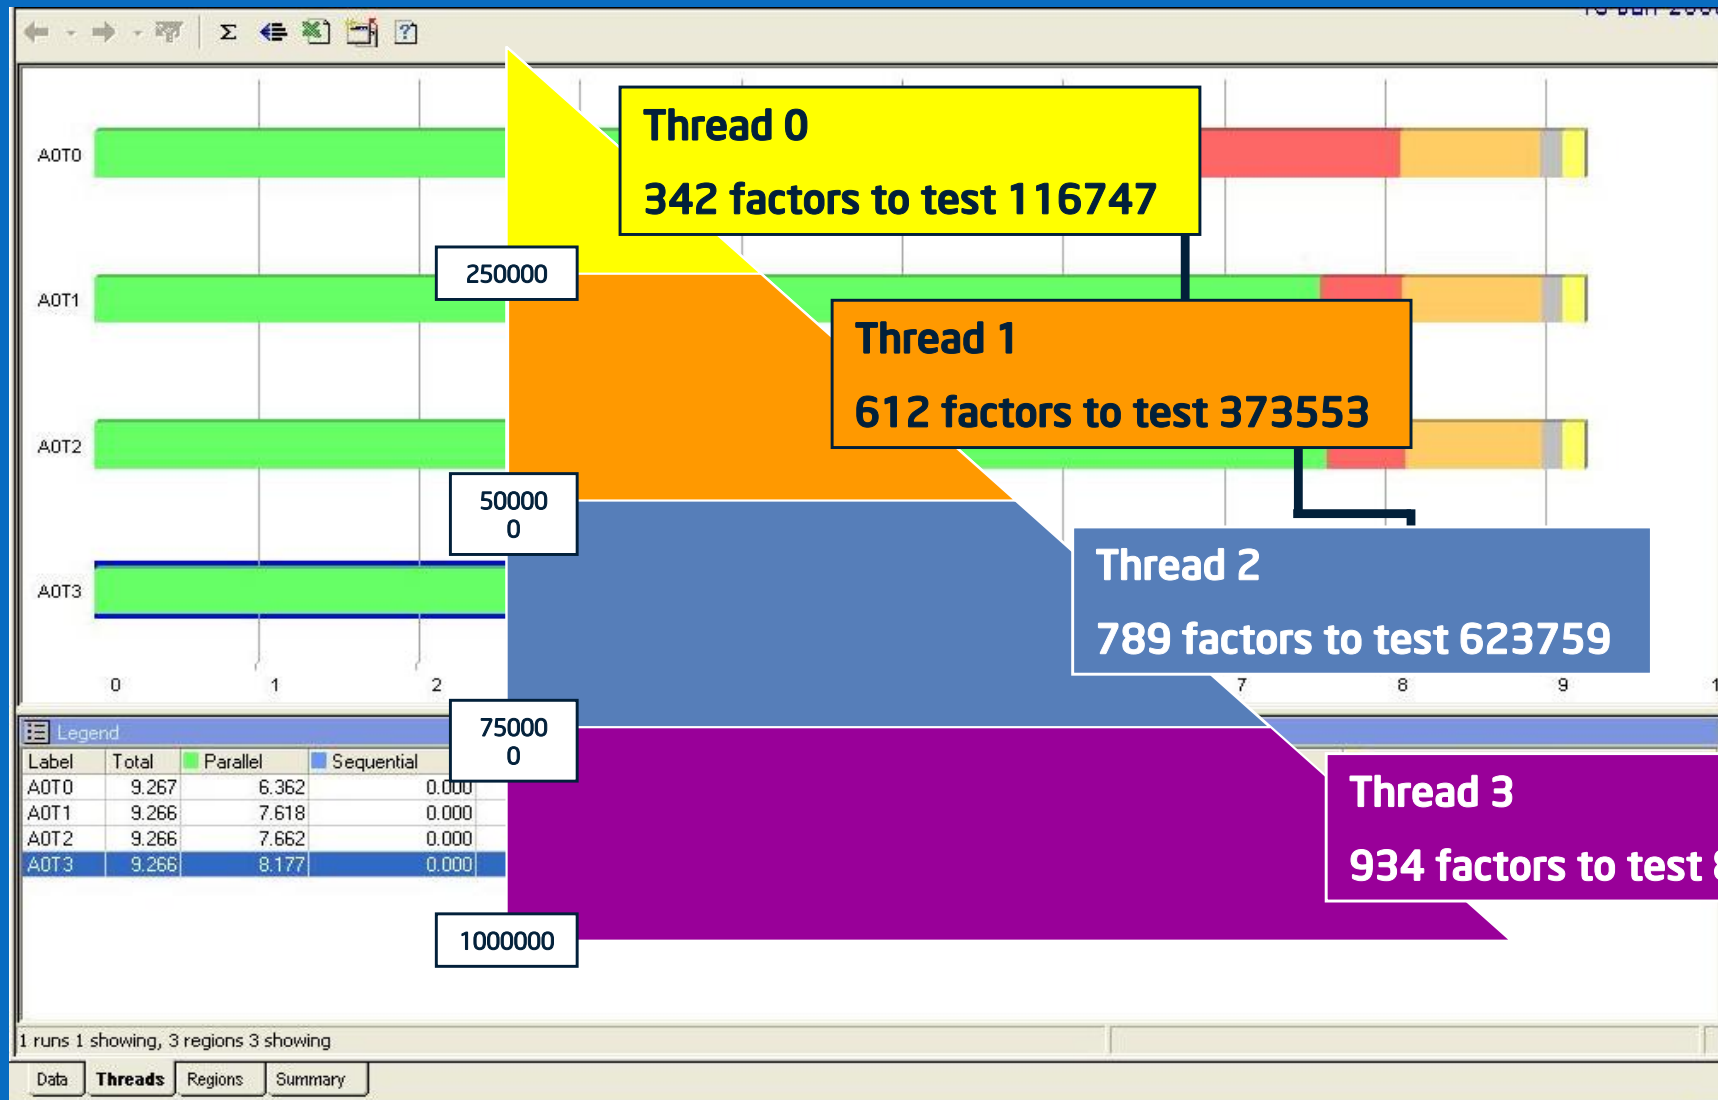 Thread 0
342 factors to test 116747
A0T0
250000
A0T1
Thread 1
612 factors to test 373553
A0T2
50000
0
Thread 2
789 factors to test 623759
A0T3
0 1 2 7 8 9
75000
0
Legend
Label Total Parallel Sequential
A0T0 9.267 6.362 0.000
A0T1 9.266 7.618 0.000
A0T2 9.266 7.662 0.000
A0T3 9.266 8.177 0.000
Thread 3
934 factors to test
1000000
1 runs 1 showing, 3 regions 3 showing
Data Threads Regions Summary